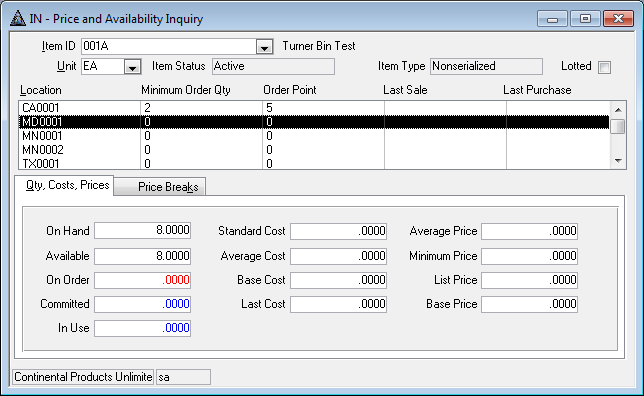 IN - Price and Availability Inquiry
Item ID 001A Turner Bin Test
Unit EA Item Status Active Item Type Nonserialized Lotted
Location Minimum Order Qty Order Point Last Sale Last Purchase
CA0001 2 5
MD0001 0 0
MN0001 0 0
MN0002 0 0
TX0001 0 0
Qty, Costs, Prices Price Breaks
On Hand 8.0000 Standard Cost .0000 Average Price .0000
Available 8.0000 Average Cost .0000 Minimum Price .0000
On Order .0000 Base Cost .0000 List Price .0000
Committed .0000 Last Cost .0000 Base Price .0000
In Use .0000
Continental Products Unlimite sa